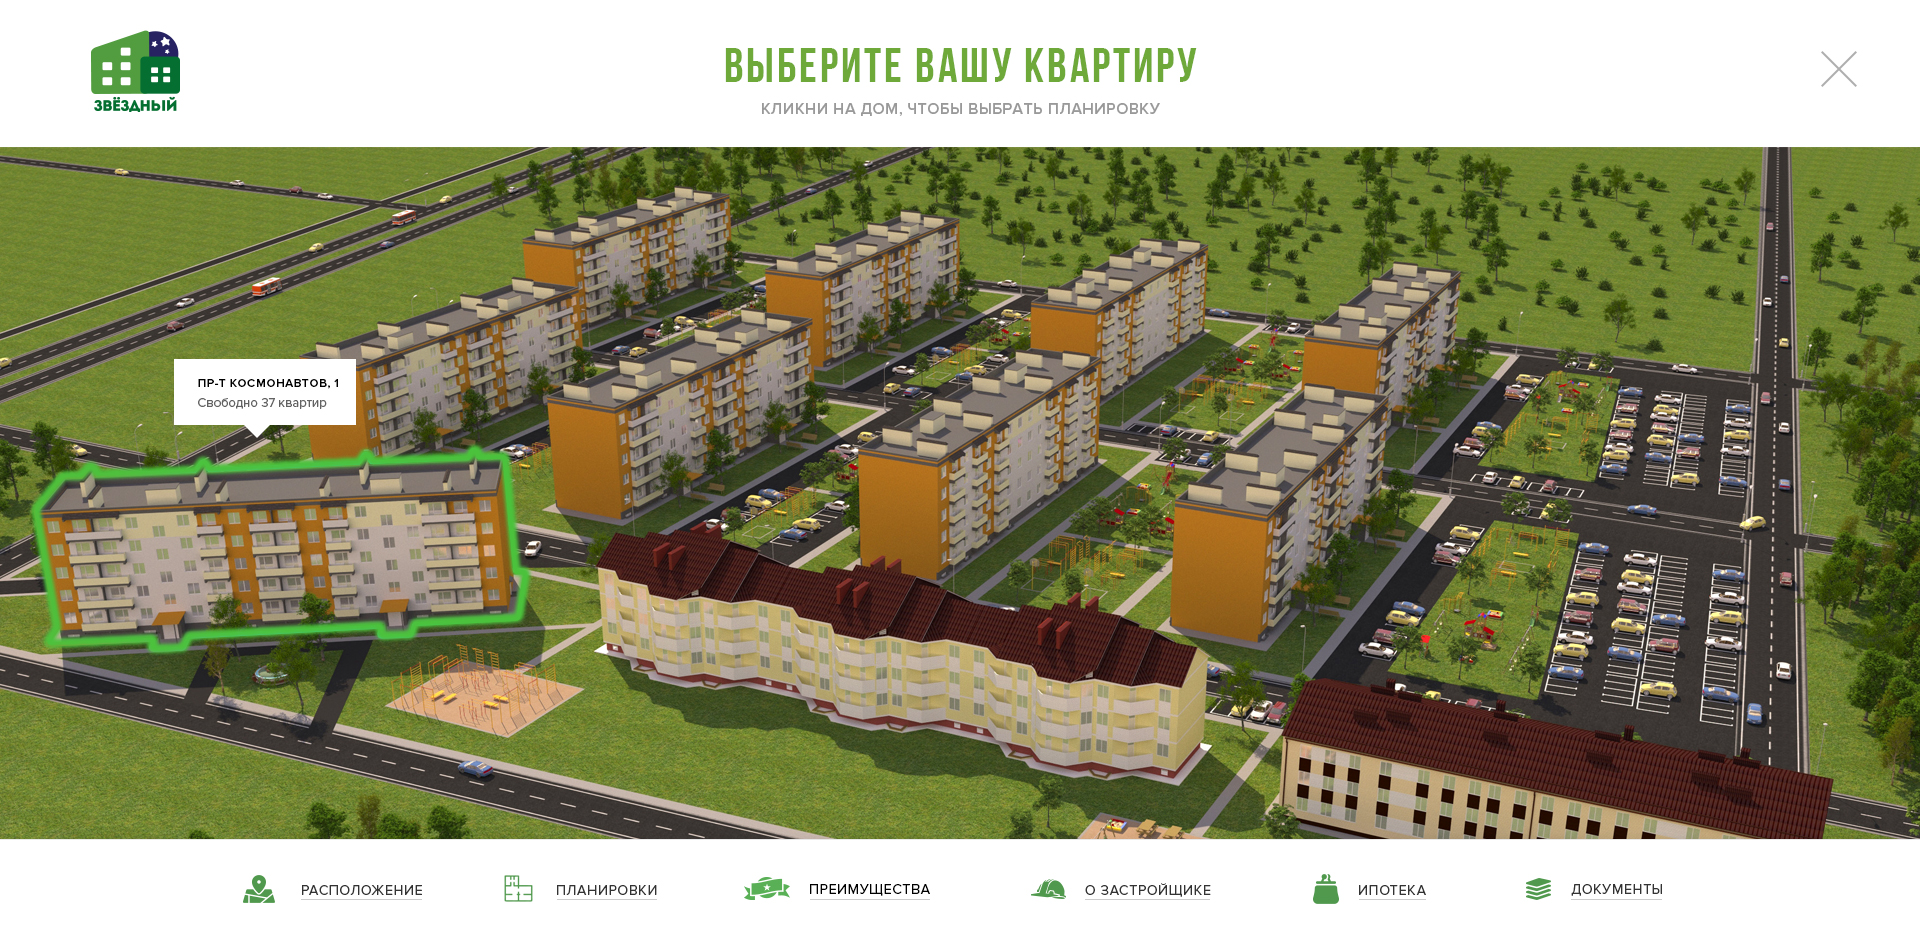 ЗВЁЗДНЫЙ
ВЫБЕРИТЕ ВАШУ КВАРТИРУ
КЛИКНИ НА ДОМ, ЧТОБЫ ВЫБРАТЬ ПЛАНИРОВКУ
ПР-Т КОСМОНАВТОВ, 1
Свободно 37 квартир
РАСПОЛОЖЕНИЕ
ПЛАНИРОВКИ
ПРЕИМУЩЕСТВА
О ЗАСТРОЙЩИКЕ
ИПОТЕКА
ДОКУМЕНТЫ